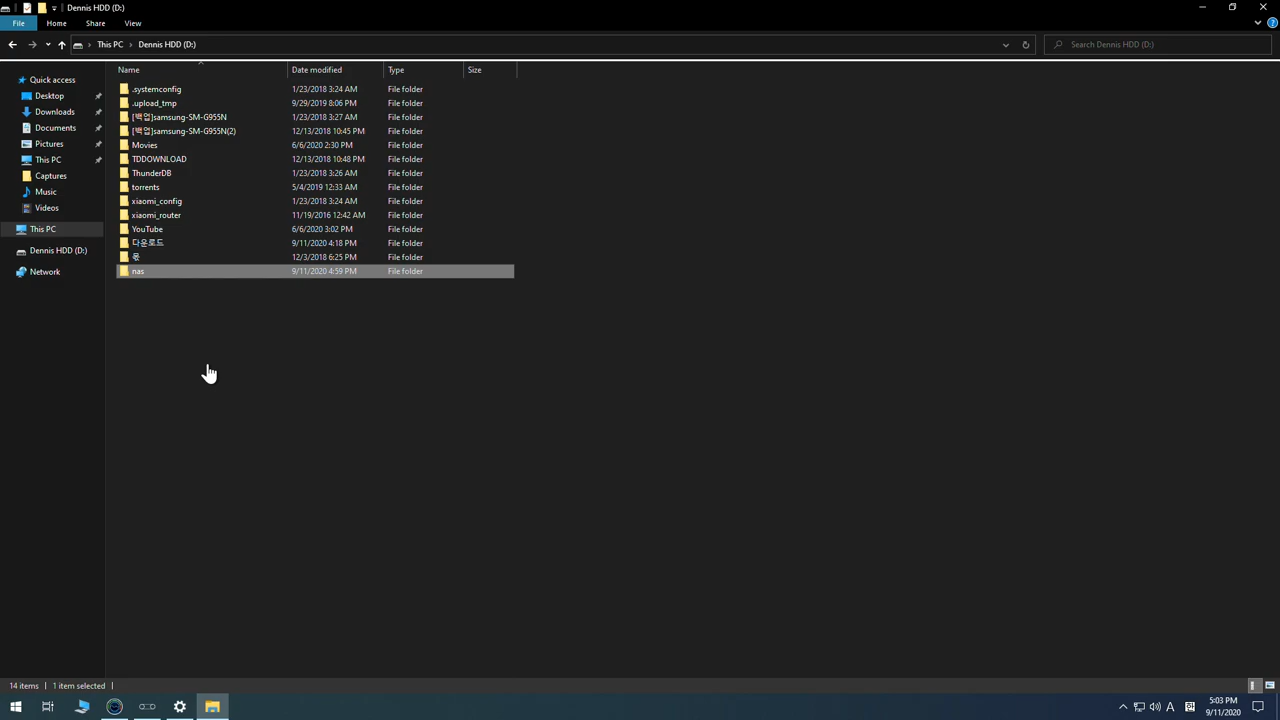 Dennis HDD (D:)
File Home Share View
This PC Dennis HDD (D:) Search Dennis HDD (D:)
Name Date modified Type Size
Quick access
Desktop
Downloads
Documents
Pictures
This PC
Captures
Music
Videos
This PC
Dennis HDD (D:)
Network
.systemconfig 1/23/2018 3:24 AM File folder
.upload_tmp 9/29/2019 8:06 PM File folder
[백업]samsung-SM-G955N 1/23/2018 3:27 AM File folder
[백업]samsung-SM-G955N(2) 12/13/2018 10:45 PM File folder
Movies 6/6/2020 2:30 PM File folder
TDDOWNLOAD 12/13/2018 10:48 PM File folder
ThunderDB 1/23/2018 3:26 AM File folder
torrents 5/4/2019 12:33 AM File folder
xiaomi_config 1/23/2018 3:24 AM File folder
xiaomi_router 11/19/2016 12:42 AM File folder
YouTube 6/6/2020 3:02 PM File folder
다운로드 9/11/2020 4:18 PM File folder
12/3/2018 6:25 PM File folder
nas 9/11/2020 4:59 PM File folder
14 items 1 item selected
A 5:03 PM
9/11/2020